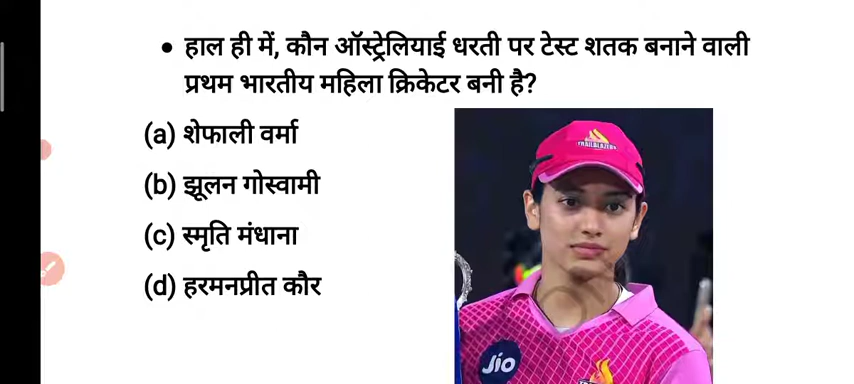 • हाल ही में, कौन ऑस्ट्रेलियाई धरती पर टेस्ट शतक बनाने वाली
प्रथम भारतीय महिला क्रिकेटर बनी है?
(a) शेफाली वर्मा
(b) झूलन गोस्वामी
(c) स्मृति मंधाना
(d) हरमनप्रीत कौर
TRAILBLAZERS
Jio